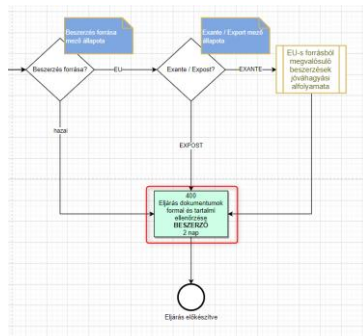 Beszerzés forrása
mező állapota
Exante / Export mező
állapota
Beszerzés forrása?
EU
Exante / Expost?
EXANTE
EU-s forrásból
megvalósuló
beszerzések
jóváhagyási
alfolyamata
hazai
EXPOST
400
Eljárás dokumentumok
formai és tartalmi
ellenőrzése
BESZERZŐ
2 nap
Eljárás előkészítve